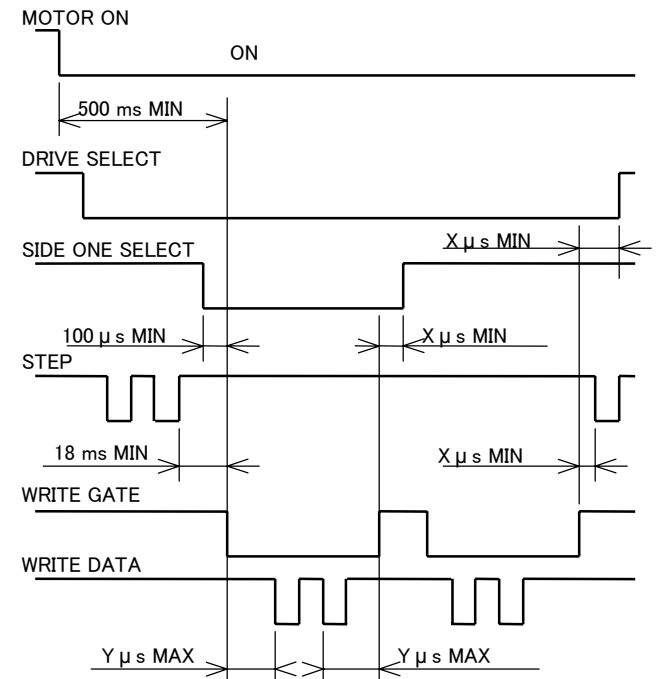 MOTOR ON
ON
500 ms MIN
DRIVE SELECT
X μ s MIN
SIDE ONE SELECT
100 μ s MIN
X μ s MIN
STEP
18 ms MIN
X μ s MIN
WRITE GATE
WRITE DATA
Y μ s MAX
Y μ s MAX